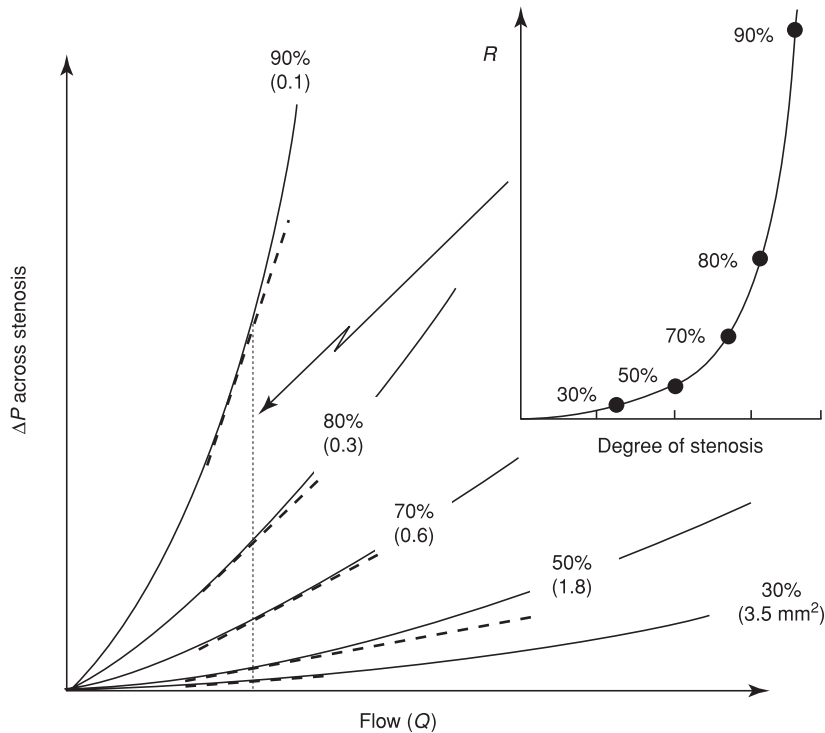 90%
(0.1)
R
90%
80%
70%
50%
30%
Degree of stenosis
ΔP across stenosis
80%
(0.3)
70%
(0.6)
50%
(1.8)
30%
(3.5 mm²)
Flow (Q)